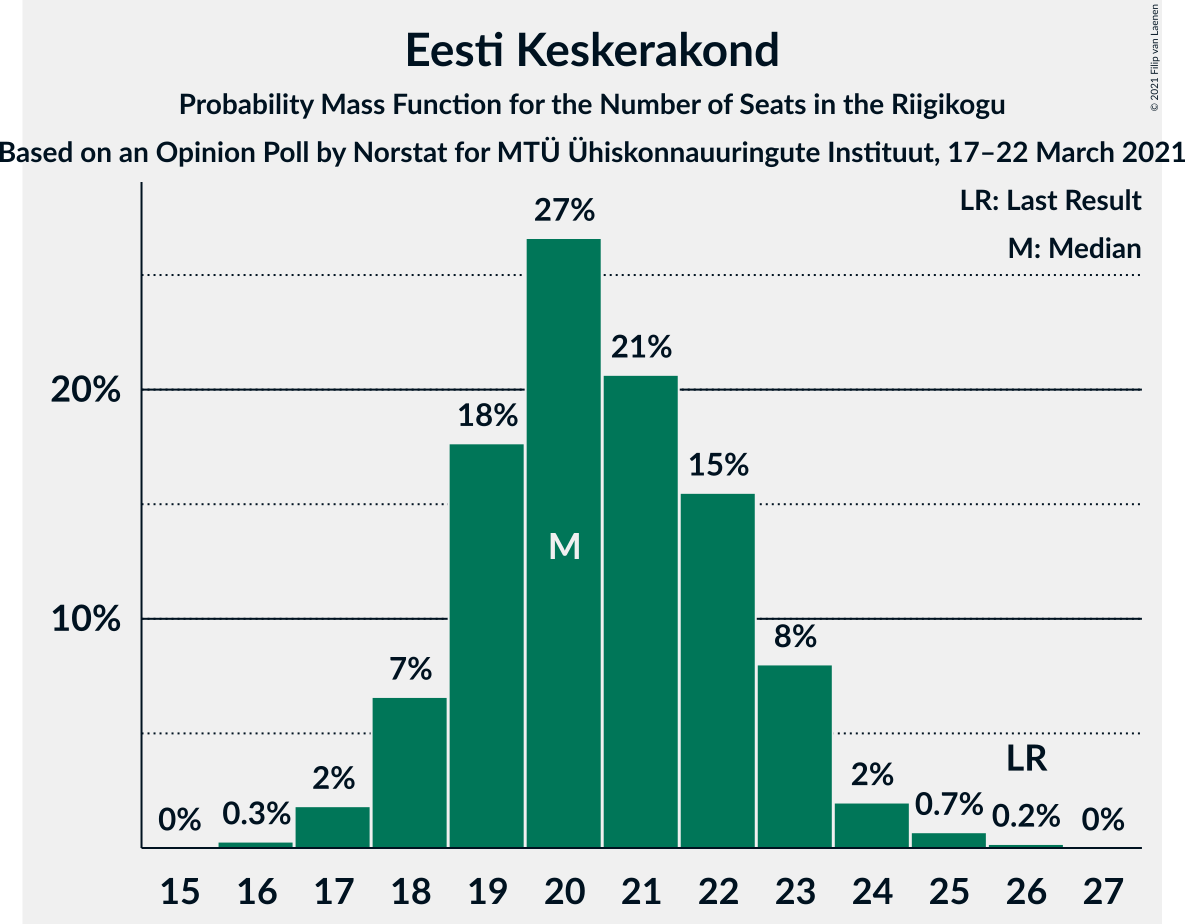 Eesti Keskerakond
Probability Mass Function for the Number of Seats in the Riigikogu
Based on an Opinion Poll by Norstat for MTÜ Ühiskonnauuringute Instituut, 17–22 March 2021
© 2021 Filip van Laenen
LR: Last Result
M: Median
27%
21%
20%
18%
15%
M
10%
8%
7%
LR
2%
2%
0%
0.3%
0.7%
0.2%
0%
15 16 17 18 19 20 21 22 23 24 25 26 27